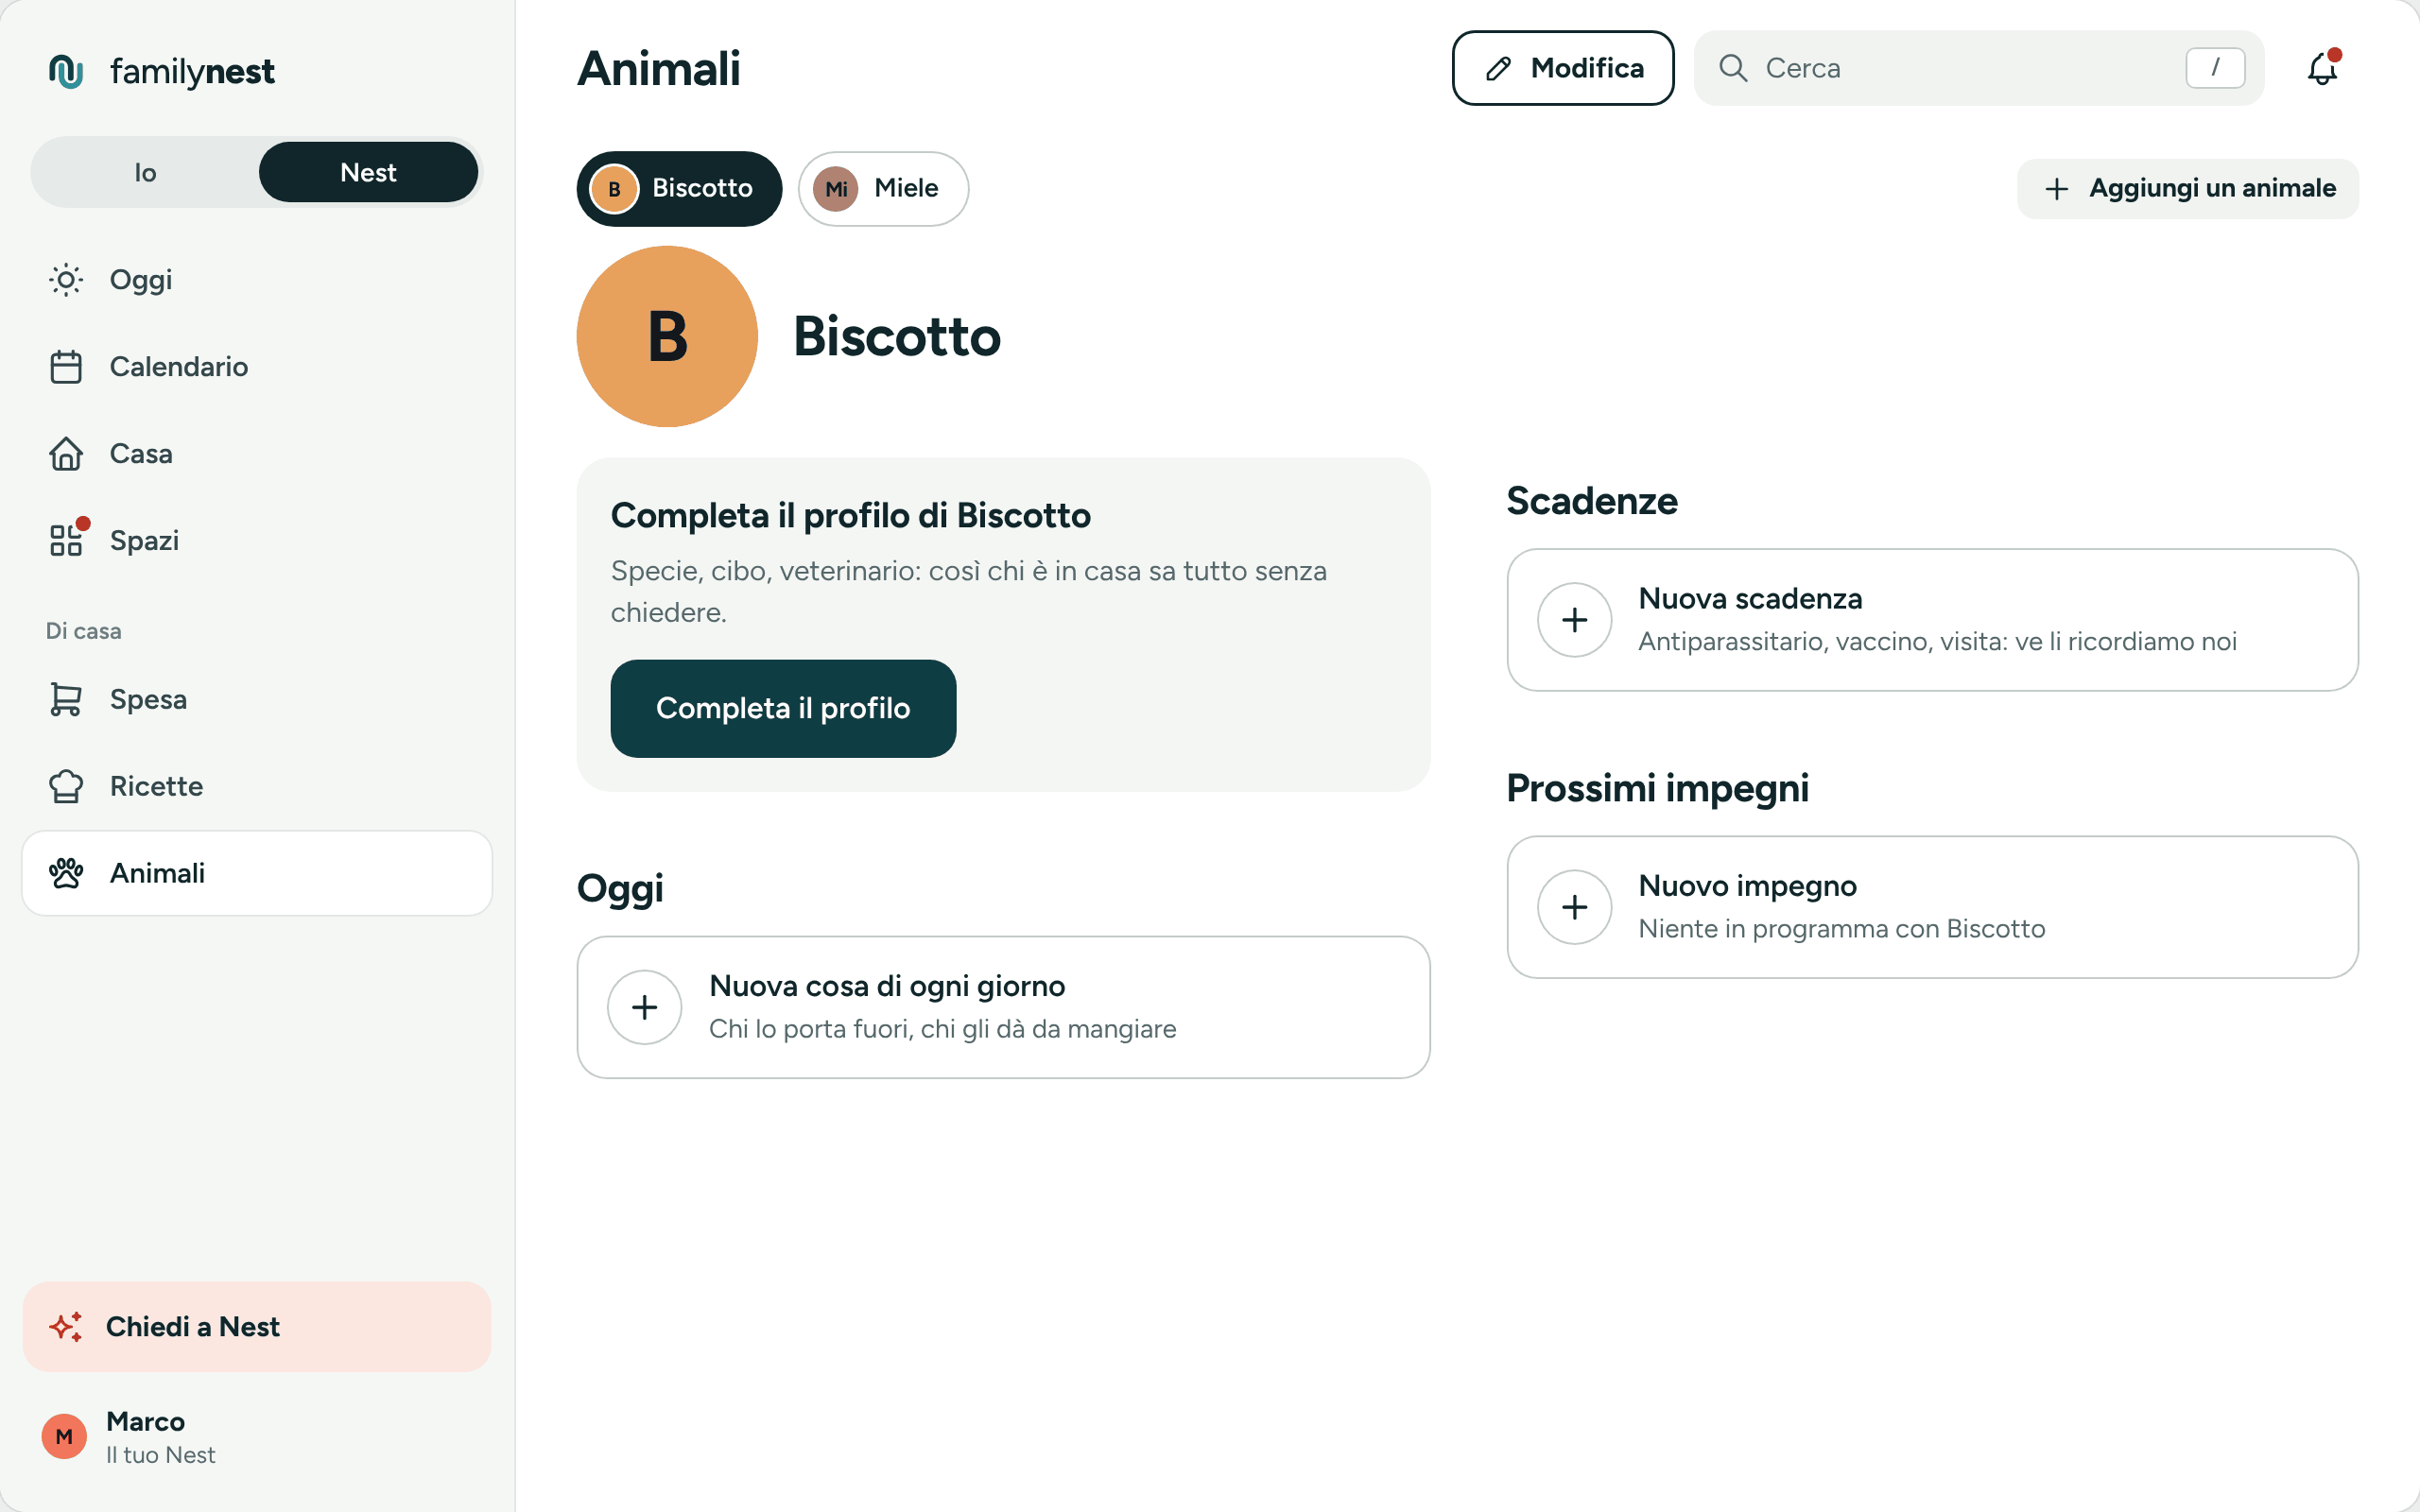 familynest
Io
Nest
Oggi
Calendario
Casa
Spazi
Di casa
Spesa
Ricette
Animali
Chiedi a Nest
M
Marco
Il tuo Nest
Animali
Modifica
Cerca
/
B
Biscotto
Mi
Miele
Aggiungi un animale
B
Biscotto
Completa il profilo di Biscotto
Specie, cibo, veterinario: così chi è in casa sa tutto senza
chiedere.
Completa il profilo
Oggi
Nuova cosa di ogni giorno
Chi lo porta fuori, chi gli dà da mangiare
Scadenze
Nuova scadenza
Antiparassitario, vaccino, visita: ve li ricordiamo noi
Prossimi impegni
Nuovo impegno
Niente in programma con Biscotto